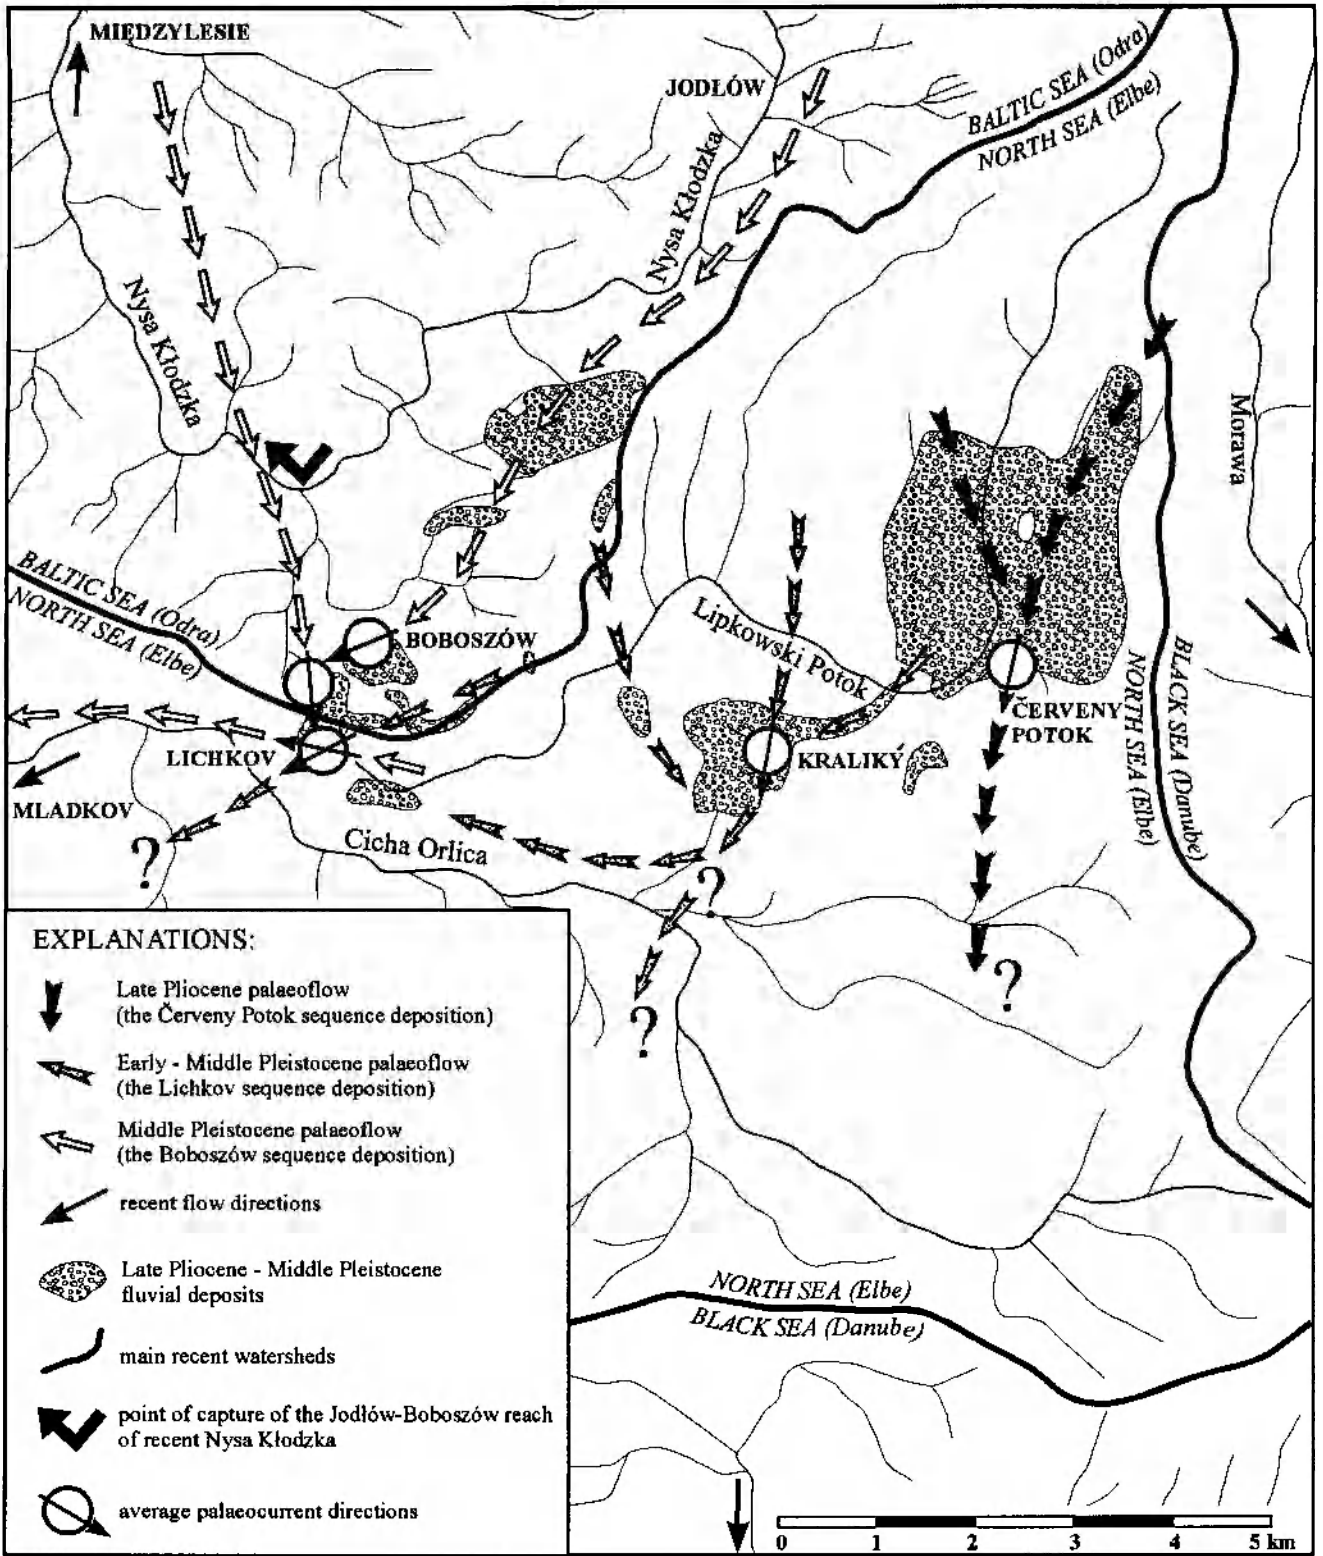 MIĘDZYLESIE
JODŁÓW
BALTIC SEA (Odra)
NORTH SEA (Elbe)
Nysa Kłodzka
Nysa Kłodzka
Morawa
BALTIC SEA (Odra)
NORTH SEA (Elbe)
BOBOSZÓW
Lipkowski Potok
BLACK SEA (Danube)
NORTH SEA (Elbe)
ČERVENY
POTOK
LICHKOV
KRALIKÝ
MLADKOV
Cicha Orlica
?
?
?
?
EXPLANATIONS:
Late Pliocene palaeoflow
(the Červeny Potok sequence deposition)
Early - Middle Pleistocene palaeoflow
(the Lichkov sequence deposition)
Middle Pleistocene palaeoflow
(the Boboszów sequence deposition)
recent flow directions
Late Pliocene - Middle Pleistocene
fluvial deposits
main recent watersheds
point of capture of the Jodłów-Boboszów reach
of recent Nysa Kłodzka
average palaeocurrent directions
NORTH SEA (Elbe)
BLACK SEA (Danube)
0 1 2 3 4 5 km